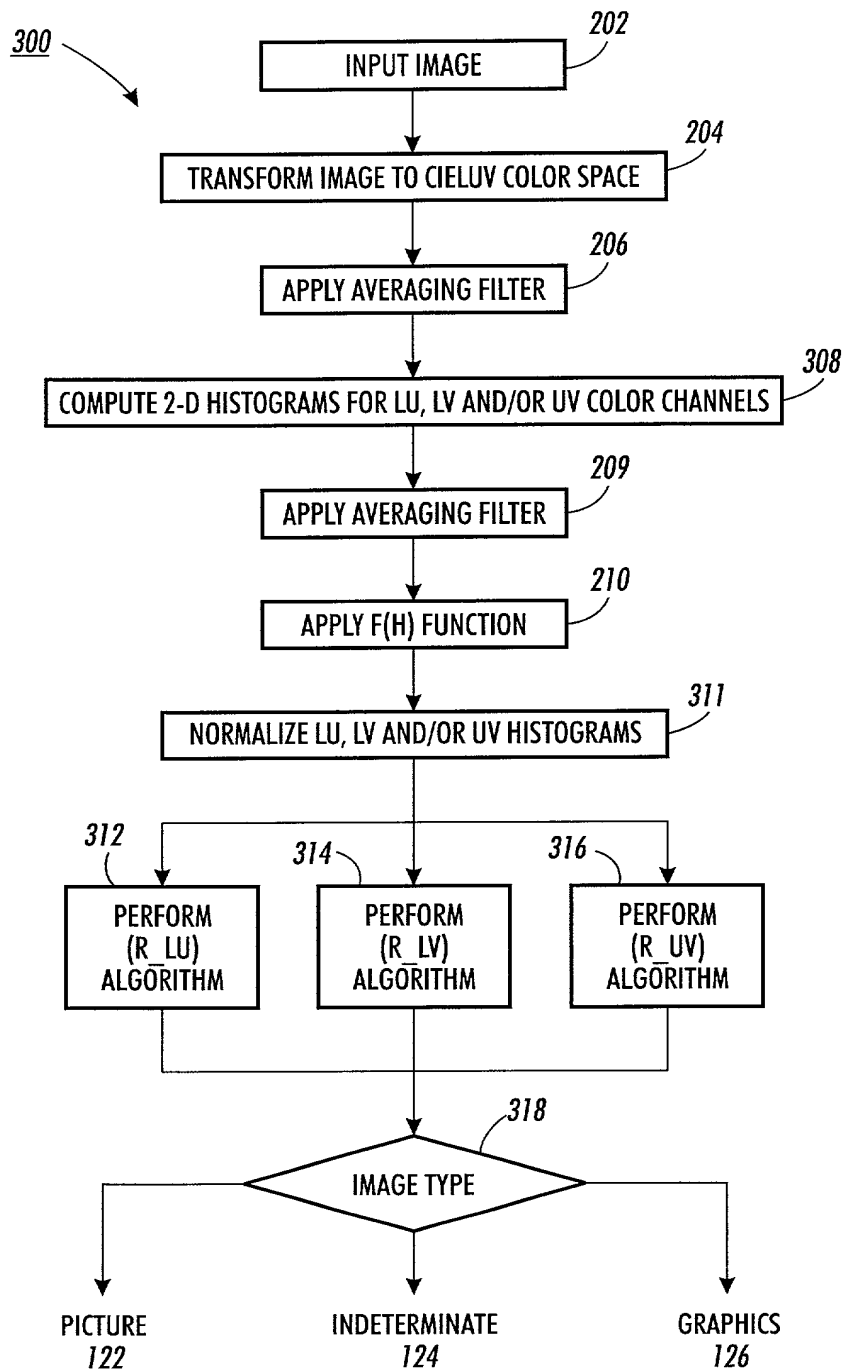 300
202
INPUT IMAGE
204
TRANSFORM IMAGE TO CIELUV COLOR SPACE
206
APPLY AVERAGING FILTER
308
COMPUTE 2-D HISTOGRAMS FOR LU, LV AND/OR UV COLOR CHANNELS
209
APPLY AVERAGING FILTER
210
APPLY F(H) FUNCTION
311
NORMALIZE LU, LV AND/OR UV HISTOGRAMS
312
PERFORM
(R_LU)
ALGORITHM
314
PERFORM
(R_LV)
ALGORITHM
316
PERFORM
(R_UV)
ALGORITHM
318
IMAGE TYPE
PICTURE
122
INDETERMINATE
124
GRAPHICS
126